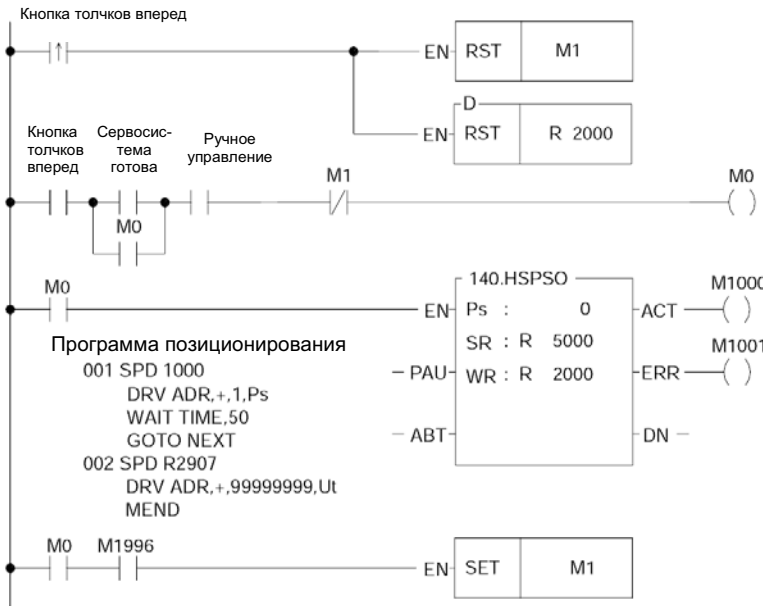 Кнопка толчков вперед
EN RST M1
D
EN RST R 2000
Кнопка толчков вперед
Сервосис-тема готова
Ручное управление
M1
M0
M0
M0
140.HSPSO
M1000
EN Ps : 0 ACT
SR : R 5000
M1001
PAU WR : R 2000 ERR
ABT DN
Программа позиционирования
001 SPD 1000
DRV ADR,+,1,Ps
WAIT TIME,50
GOTO NEXT
002 SPD R2907
DRV ADR,+,99999999,Ut
MEND
M0 M1996
EN SET M1